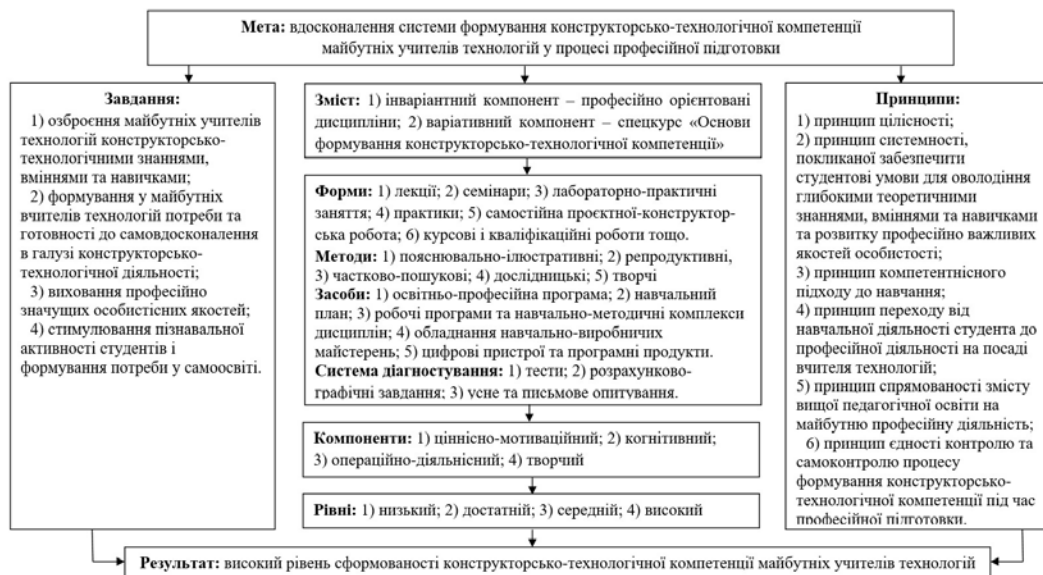 Мета: вдосконалення системи формування конструкторсько-технологічної компетенції
майбутніх учителів технологій у процесі професійної підготовки
Завдання:
1) озброєння майбутніх учителів
технологій конструкторсько-
технологічними знаннями,
вміннями та навичками;
2) формування у майбутніх
вчителів технологій потреби та
готовності до самовдосконалення
в галузі конструкторсько-
технологічної діяльності;
3) виховання професійно
значущих особистісних якостей;
4) стимулювання пізнавальної
активності студентів і
формування потреби у самоосвіті.
Зміст: 1) інваріантний компонент – професійно орієнтовані
дисципліни; 2) варіативний компонент – спецкурс «Основи
формування конструкторсько-технологічної компетенції»
Форми: 1) лекції; 2) семінари; 3) лабораторно-практичні
заняття; 4) практики; 5) самостійна проєктної-конструктор-
ська робота; 6) курсові і кваліфікаційні роботи тощо.
Методи: 1) пояснювально-ілюстративні; 2) репродуктивні,
3) частково-пошукові; 4) дослідницькі; 5) творчі
Засоби: 1) освітньо-професійна програма; 2) навчальний
план; 3) робочі програми та навчально-методичні комплекси
дисциплін; 4) обладнання навчально-виробничих
майстерень; 5) цифрові пристрої та програмні продукти.
Система діагностування: 1) тести; 2) розрахунково-
графічні завдання; 3) усне та письмове опитування.
Компоненти: 1) ціннісно-мотиваційний; 2) когнітивний;
3) операційно-діяльнісний; 4) творчий
Рівні: 1) низький; 2) достатній; 3) середній; 4) високий
Принципи:
1) принцип цілісності;
2) принцип системності,
покликаної забезпечити
студентові умови для оволодіння
глибокими теоретичними
знаннями, вміннями та навичками
та розвитку професійно важливих
якостей особистості;
3) принцип компетентнісного
підходу до навчання;
4) принцип переходу від
навчальної діяльності студента до
професійної діяльності на посаді
вчителя технологій;
5) принцип спрямованості змісту
вищої педагогічної освіти на
майбутню професійну діяльність;
6) принцип єдності контролю та
самоконтролю процесу
формування конструкторсько-
технологічної компетенції під час
професійної підготовки.
Результат: високий рівень сформованості конструкторсько-технологічної компетенції майбутніх учителів технологій